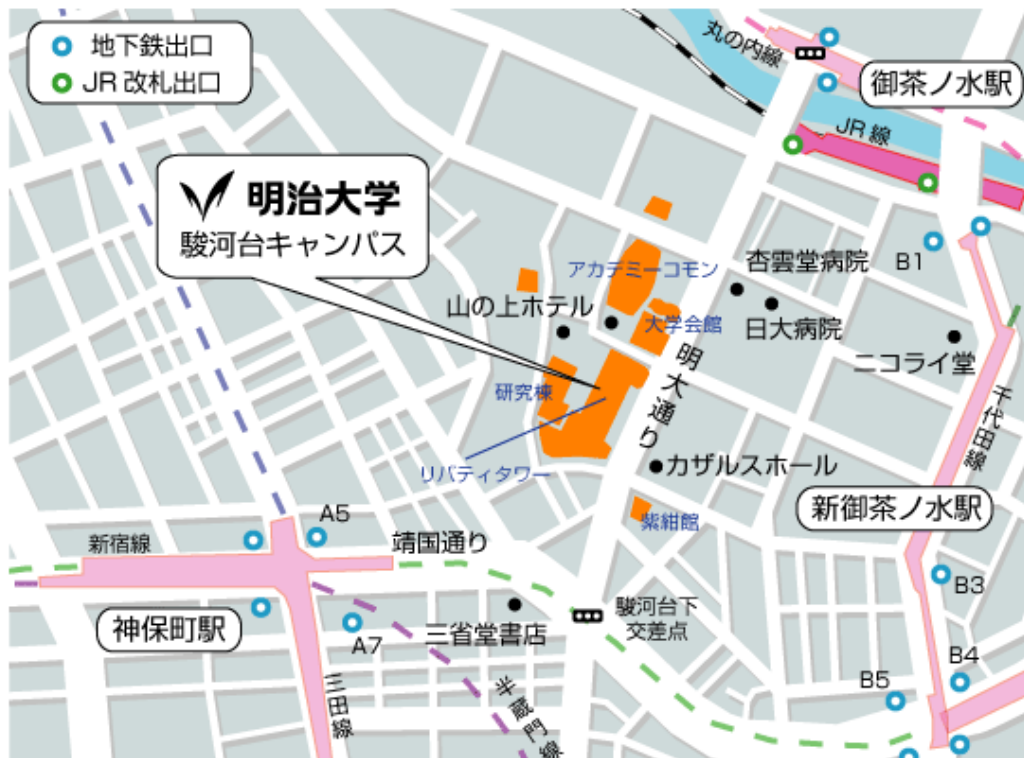 地下鉄出口
JR 改札出口
丸の内線
御茶ノ水駅
JR 線
明治大学
駿河台キャンパス
アカデミーコモン
杏雲堂病院
B1
山の上ホテル
大学会館
日大病院
ニコライ堂
明大通り
研究棟
千代田線
リバティタワー
カザルスホール
新御茶ノ水駅
紫紺館
A5
新宿線
靖国通り
B3
神保町駅
A7
三省堂書店
駿河台下
交差点
B4
B5
三田線
半蔵門線